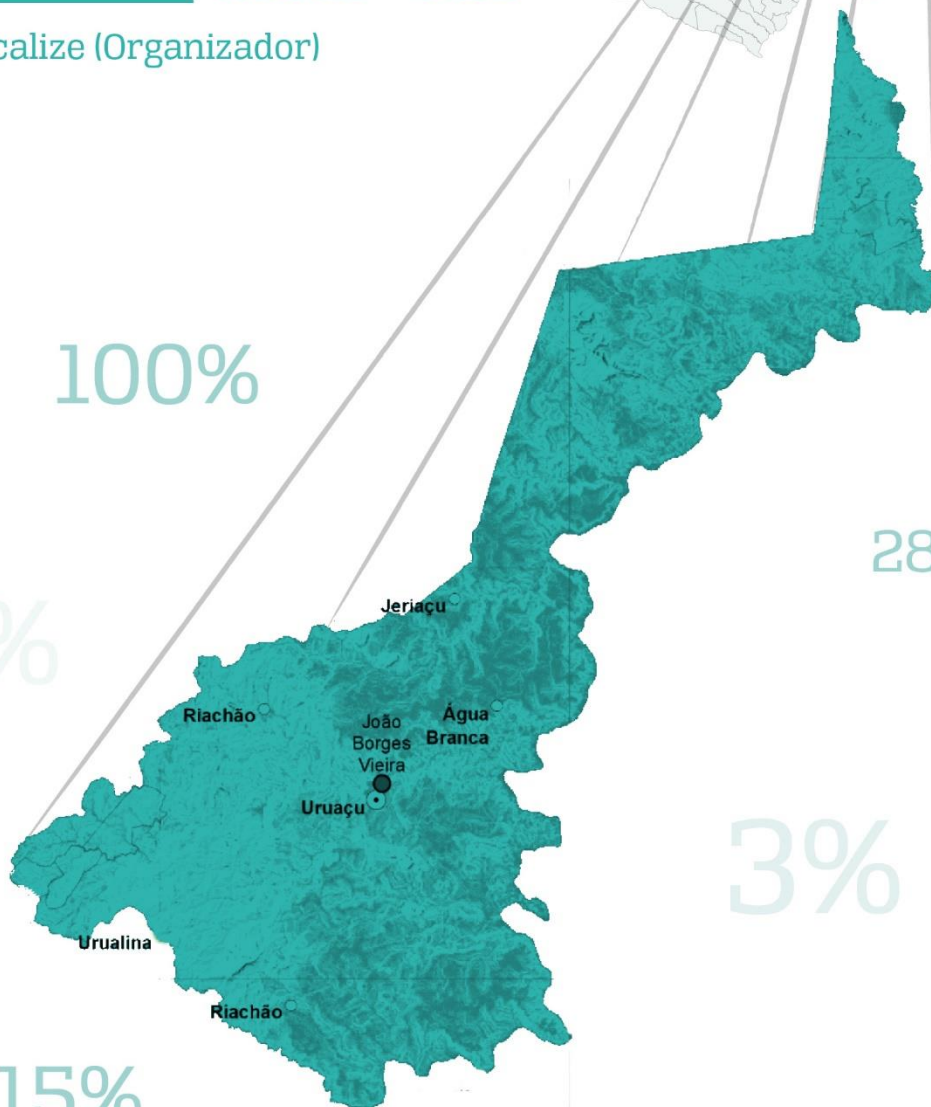 calize (Organizador)
100%
28
%
Jeriaçu
Riachão
Água
Branca
João
Borges
Vieira
Uruaçu
3%
Urualina
Riachão
15%